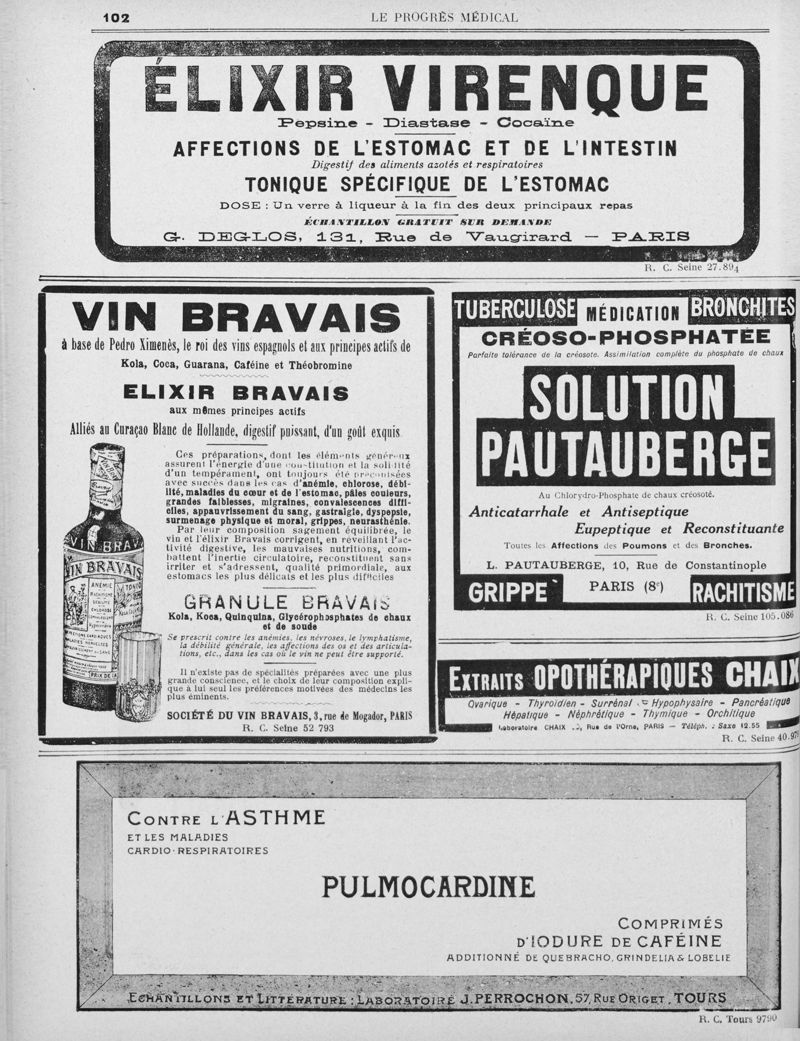 102
LE PROGRÈS MÉDICAL
ÉLIXIR VIRENQUE
Pepsine - Diastase - Cocaïne
AFFECTIONS DE L'ESTOMAC ET DE L'INTESTIN
Digestif des aliments azotés et respiratoires
TONIQUE SPÉCIFIQUE DE L'ESTOMAC
DOSE : Un verre à liqueur à la fin des deux principaux repas
ÉCHANTILLON GRATUIT SUR DEMANDE
G. DEGLOS, 131, Rue de Vaugirard — PARIS
R. C. Seine 27.894
VIN BRAVAIS
à base de Pedro Ximenès, le roi des vins espagnols et aux principes actifs de
Kola, Coca, Guarana, Caféine et Théobromine
ELIXIR BRAVAIS
aux mêmes principes actifs
Alliés au Curaçao Blanc de Hollande, digestif puissant, d'un goût exquis
Ces préparations, dont les éléments généreux
assurent l'énergie d'une constitution et la solidité
d'un tempérament, ont toujours été préconisées
avec succès dans les cas d'anémie, chlorose, débi-
lité, maladies du cœur et de l'estomac, pâles couleurs,
grandes faiblesses, migraines, convalescences diffi-
ciles, appauvrissement du sang, gastralgie, dyspepsie,
surmenage physique et moral, grippes, neurasthénie.
Par leur composition sagement équilibrée, le
vin et l'élixir Bravais corrigent, en réveillant l'ac-
tivité digestive, les mauvaises nutritions, com-
battent l'inertie circulatoire, reconstituent sans
irriter et s'adressent, qualité primordiale, aux
estomacs les plus délicats et les plus difficiles
VIN BRAV
VIN BRAVAIS
ANÉMIE
GRANULE BRAVAIS
Kola, Koca, Quinquina, Glycérophosphates de chaux
et de soude
Se prescrit contre les anémies, les névroses, le lymphatisme,
la débilité générale, les affections des os et des articula-
tions, etc., dans les cas où le vin ne peut être supporté.
Il n'existe pas de spécialités préparées avec une plus
grande conscience, et le choix de leur composition expli-
que à lui seul les préférences motivées des médecins les
plus éminents.
SOCIÉTÉ DU VIN BRAVAIS, 3, rue de Mogador, PARIS
R. C. Seine 52 793
TUBERCULOSE MÉDICATION BRONCHITES
CRÉOSO-PHOSPHATÉE
Parfaite tolérance de la créosote. Assimilation complète du phosphate de chaux
SOLUTION
PAUTAUBERGE
Au Chlorydro-Phosphate de chaux créosoté.
Anticatarrhale et Antiseptique
Eupeptique et Reconstituante
Toutes les Affections des Poumons et des Bronches.
L. PAUTAUBERGE, 10, Rue de Constantinople
GRIPPE PARIS (8e) RACHITISME
R. C. Seine 105.086
EXTRAITS OPOTHÉRAPIQUES CHAIX
Ovarique - Thyroïdien - Surrénal - Hypophysaire - Pancréatique
Hépatique - Néphrétique - Thymique - Orchitique
Laboratoire CHAIX Rue de l'Orne, PARIS — Téléph. : Saxe 12.55
R. C. Seine 40.
CONTRE L'ASTHME
ET LES MALADIES
CARDIO-RESPIRATOIRES
PULMOCARDINE
COMPRIMÉS
D'IODURE DE CAFÉINE
ADDITIONNÉ DE QUEBRACHO, GRINDELIA & LOBELIE
ECHANTILLONS ET LITTÉRATURE : LABORATOIRE J. PERROCHON, 57, RUE ORIGET, TOURS
R. C. Tours 9790